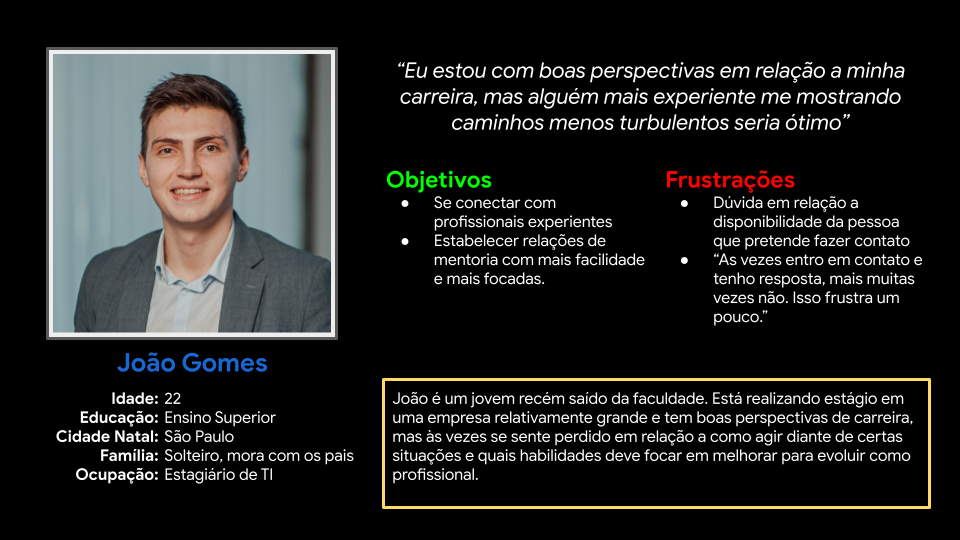 “Eu estou com boas perspectivas em relação a minha
carreira, mas alguém mais experiente me mostrando
caminhos menos turbulentos seria ótimo”
Objetivos
● Se conectar com
profissionais experientes
● Estabelecer relações de
mentoria com mais facilidade
e mais focadas.
Frustrações
● Dúvida em relação a
disponibilidade da pessoa
que pretende fazer contato
● “As vezes entro em contato e
tenho resposta, mais muitas
vezes não. Isso frustra um
pouco.”
João Gomes
Idade: 22
Educação: Ensino Superior
Cidade Natal: São Paulo
Família: Solteiro, mora com os pais
Ocupação: Estagiário de TI
João é um jovem recém saído da faculdade. Está realizando estágio em
uma empresa relativamente grande e tem boas perspectivas de carreira,
mas às vezes se sente perdido em relação a como agir diante de certas
situações e quais habilidades deve focar em melhorar para evoluir como
profissional.